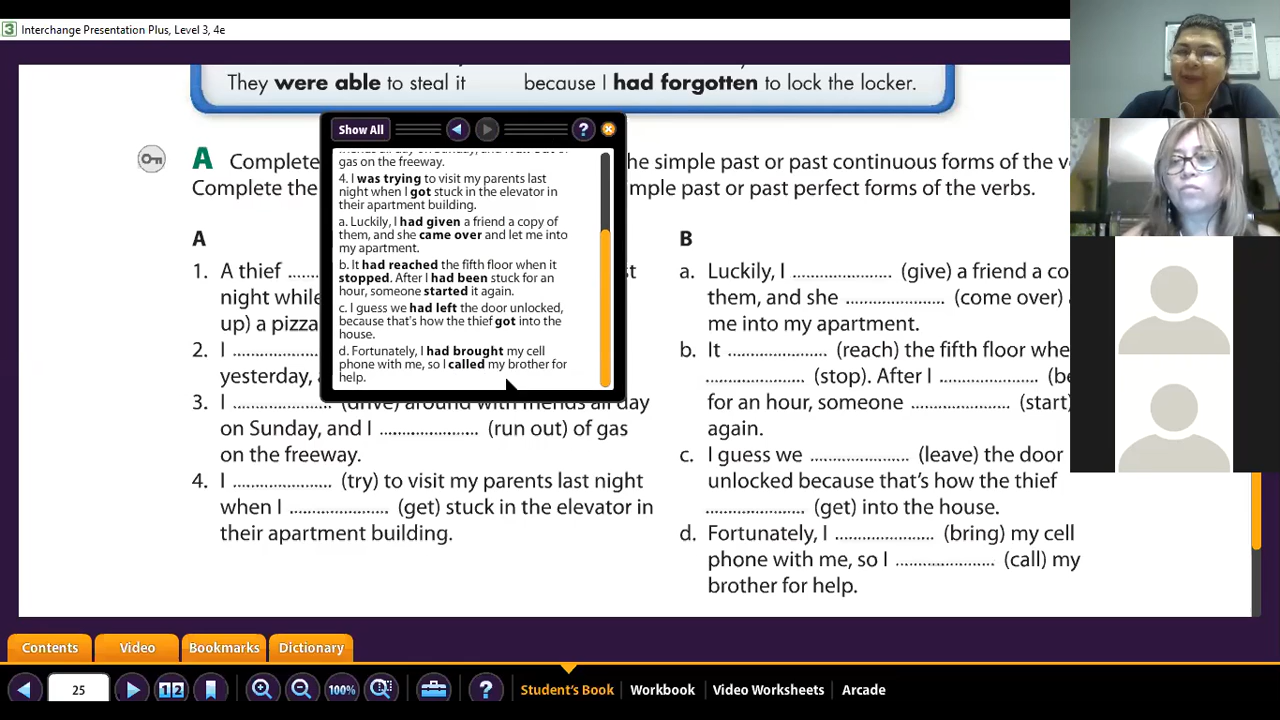 Interchange Presentation Plus, Level 3, 4e
They were able to steal it because I had forgotten to lock the locker.
Show All
?
gas on the freeway.
4. I was trying to visit my parents last
night when I got stuck in the elevator in
their apartment building.
a. Luckily, I had given a friend a copy of
them, and she came over and let me into
my apartment.
b. It had reached the fifth floor when it
stopped. After I had been stuck for an
hour, someone started it again.
c. I guess we had left the door unlocked,
because that's how the thief got into the
house.
d. Fortunately, I had brought my cell
phone with me, so I called my brother for
help.
A Complete he simple past or past continuous forms of the ve
Complete the imple past or past perfect forms of the verbs.
A
1. A thief .......... st
night while
up) a pizza
2. I ....................
yesterday, a
3. I .................... (drive) around with friends all day
on Sunday, and I .................... (run out) of gas
on the freeway.
4. I .................... (try) to visit my parents last night
when I .................... (get) stuck in the elevator in
their apartment building.
B
a. Luckily, I .................... (give) a friend a co
them, and she .................... (come over) a
me into my apartment.
b. It .................... (reach) the fifth floor whe
.................... (stop). After I .................... (be
for an hour, someone .................... (start)
again.
c. I guess we .................... (leave) the door
unlocked because that's how the thief
.................... (get) into the house.
d. Fortunately, I .................... (bring) my cell
phone with me, so I .................... (call) my
brother for help.
Contents Video Bookmarks Dictionary
25 12 100% ? Student's Book Workbook Video Worksheets Arcade